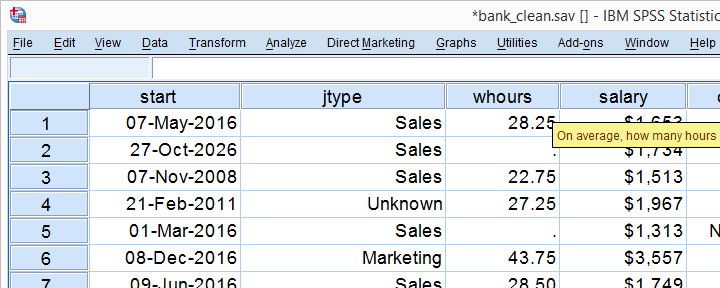 *bank_clean.sav [] - IBM SPSS Statistic
File Edit View Data Transform Analyze Direct Marketing Graphs Utilities Add-ons Window Help
start jtype whours salary
1 07-May-2016 Sales 28.25 $1,653
On average, how many hours
2 27-Oct-2026 Sales . $1,734
3 07-Nov-2008 Sales 22.75 $1,513
4 21-Feb-2011 Unknown 27.25 $1,967
5 01-Mar-2016 Sales . $1,313 N
6 08-Dec-2016 Marketing 43.75 $3,557
7 09-Jun-2016 Sales 28.50 $1,749